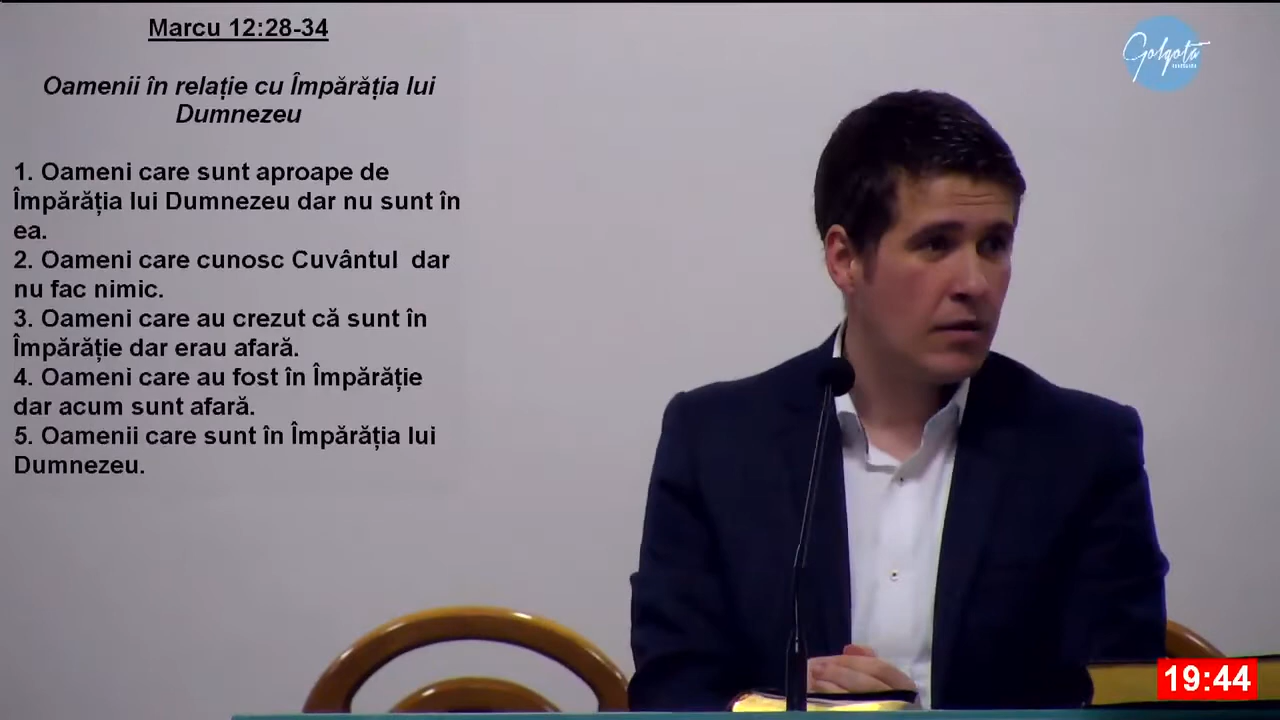 Marcu 12:28-34
Oamenii în relație cu Împărăția lui
Dumnezeu
1. Oameni care sunt aproape de
Împărăția lui Dumnezeu dar nu sunt în
ea.
2. Oameni care cunosc Cuvântul  dar
nu fac nimic.
3. Oameni care au crezut că sunt în
Împărăție dar erau afară.
4. Oameni care au fost în Împărăție
dar acum sunt afară.
5. Oamenii care sunt în Împărăția lui
Dumnezeu.
Golgota
19:44